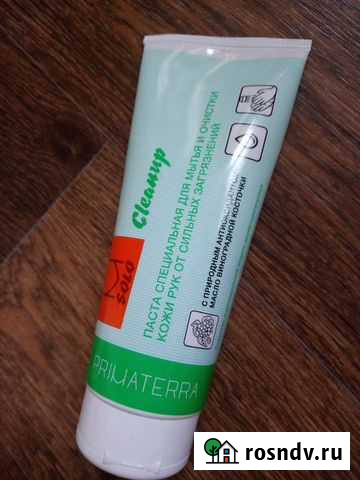 Cleanup
ПАСТА СПЕЦИАЛЬНАЯ ДЛЯ МЫТЬЯ И ОЧИСТКИ
КОЖИ РУК ОТ СИЛЬНЫХ ЗАГРЯЗНЕНИЙ
С ПРИРОДНЫМ АНТИОКСИДАНТОМ
МАСЛО ВИНОГРАДНОЙ КОСТОЧКИ
SOLO
PRIMATERRA
rosndv.ru